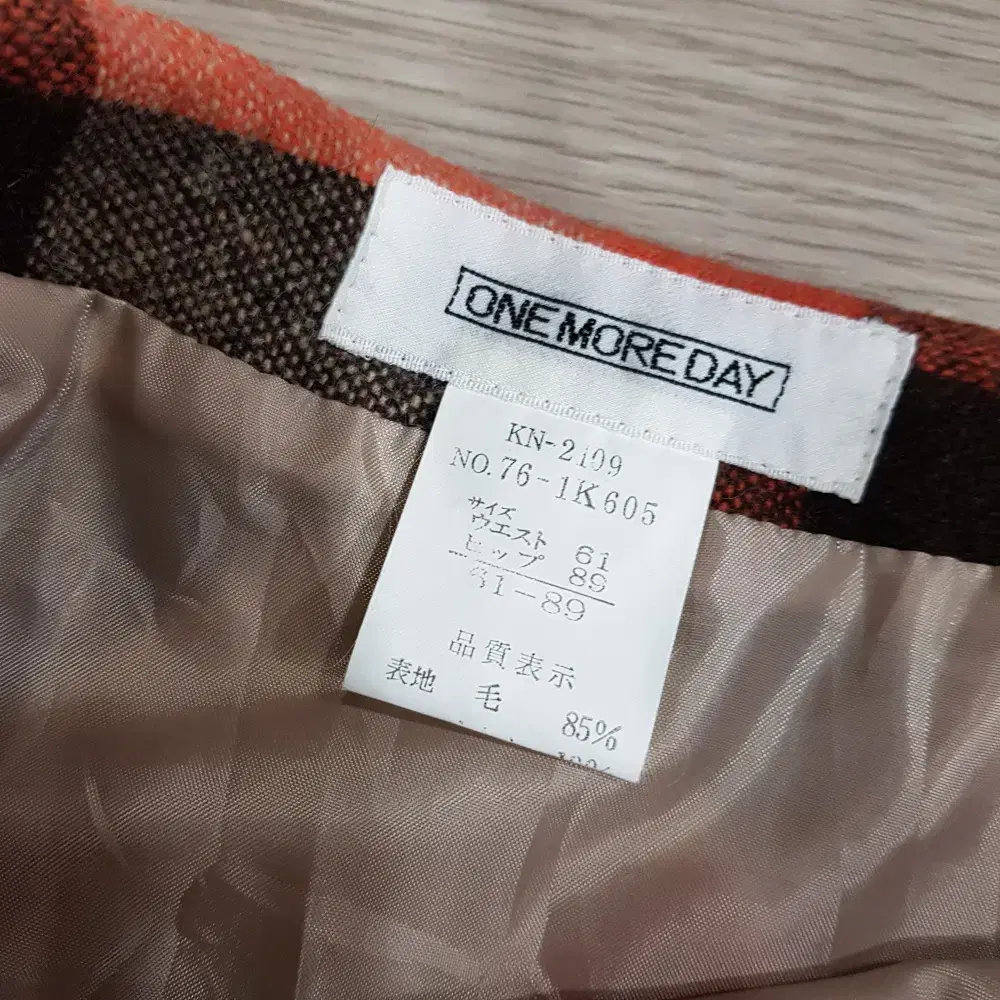 ONE MORE DAY
KN-2109
NO.76-1K605
サイズ
ウエスト 61
ヒップ 89
61-89
品質表示
表地 毛 85%